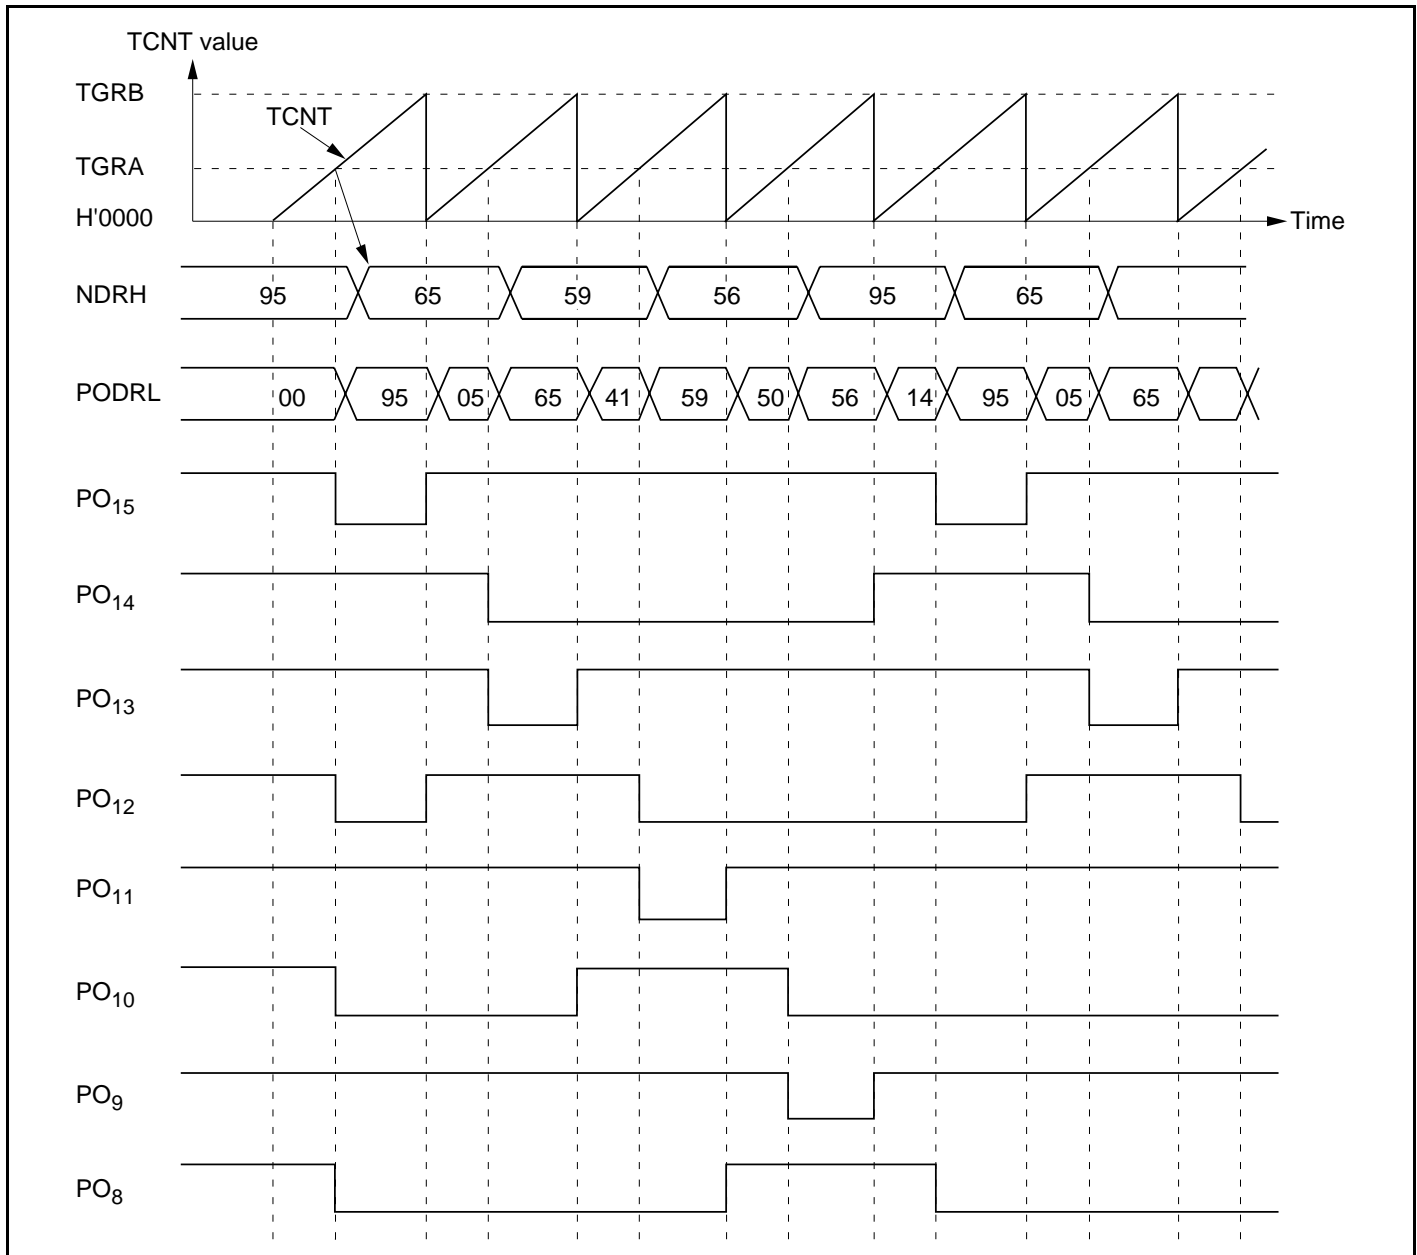 TCNT value
TGRB
TCNT
TGRA
H'0000
Time
NDRH 95 65 59 56 95 65
PODRL 00 95 05 65 41 59 50 56 14 95 05 65
PO15
PO14
PO13
PO12
PO11
PO10
PO9
PO8